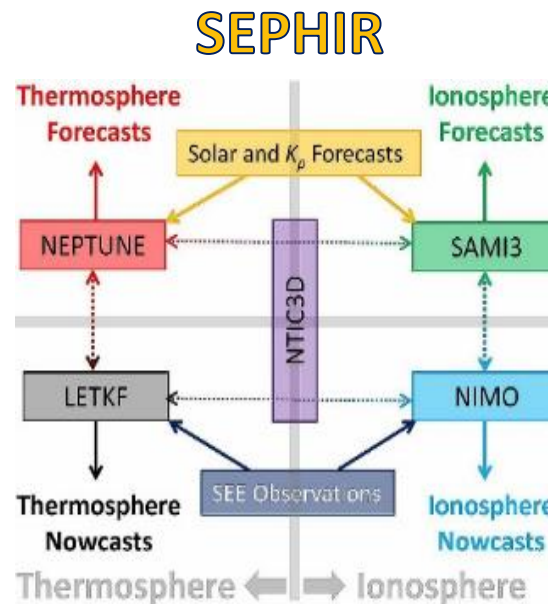 SEPHIR
Thermosphere
Forecasts
Ionosphere
Forecasts
Solar and Kp Forecasts
NEPTUNE
SAMI3
NTIC3D
LETKF
NIMO
SEE Observations
Thermosphere
Nowcasts
Ionosphere
Nowcasts
Thermosphere
Ionosphere